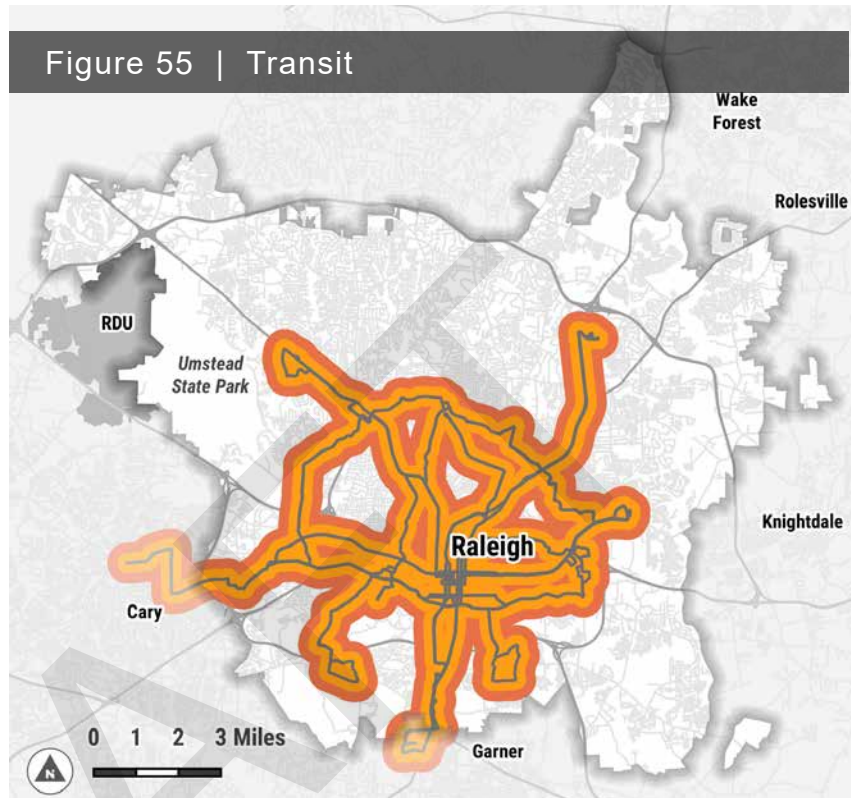 Figure 55 | Transit
Wake
Forest
Rolesville
RDU
Umstead
State Park
Raleigh
Knightdale
Cary
0 1 2 3 Miles
Garner
N